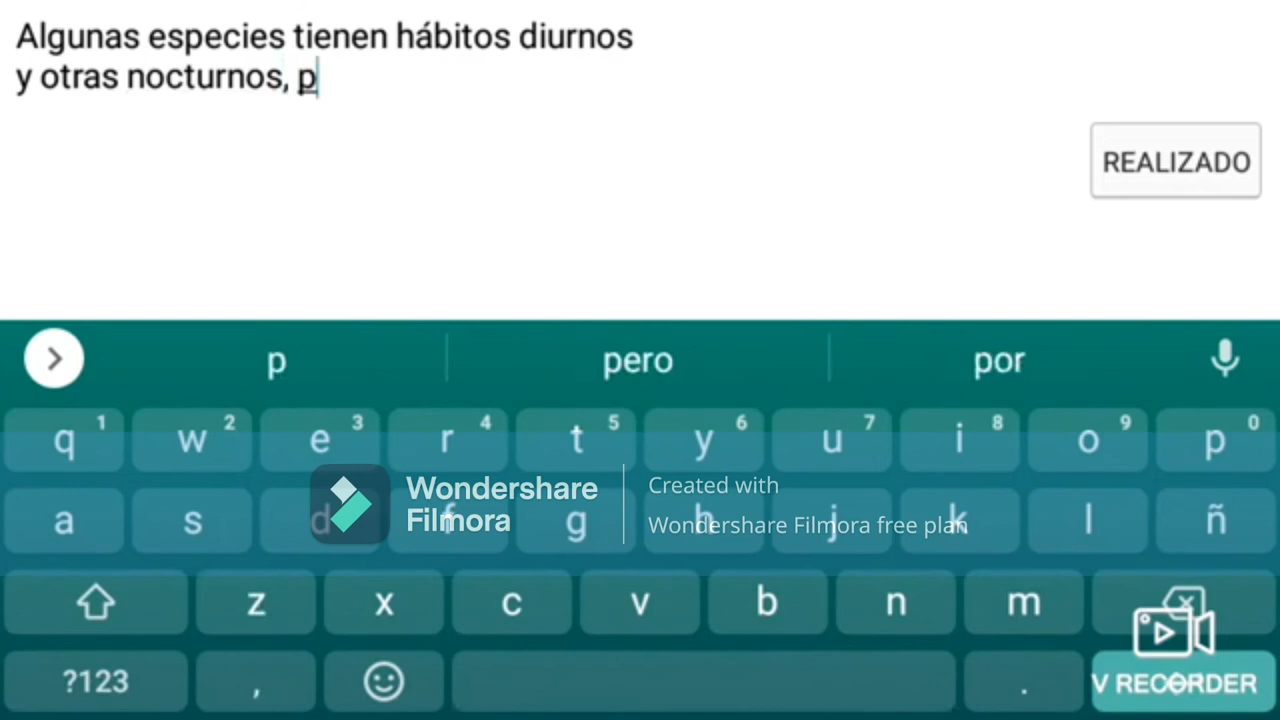 Algunas especies tienen hábitos diurnos
y otras nocturnos, p
REALIZADO
p pero por
q 1 w 2 e 3 r 4 t 5 y 6 u 7 i 8 o 9 p 0
a s d f g h j k l ñ
Wondershare Filmora
Created with
Wondershare Filmora free plan
z x c v b n m
?123 , .
V RECORDER